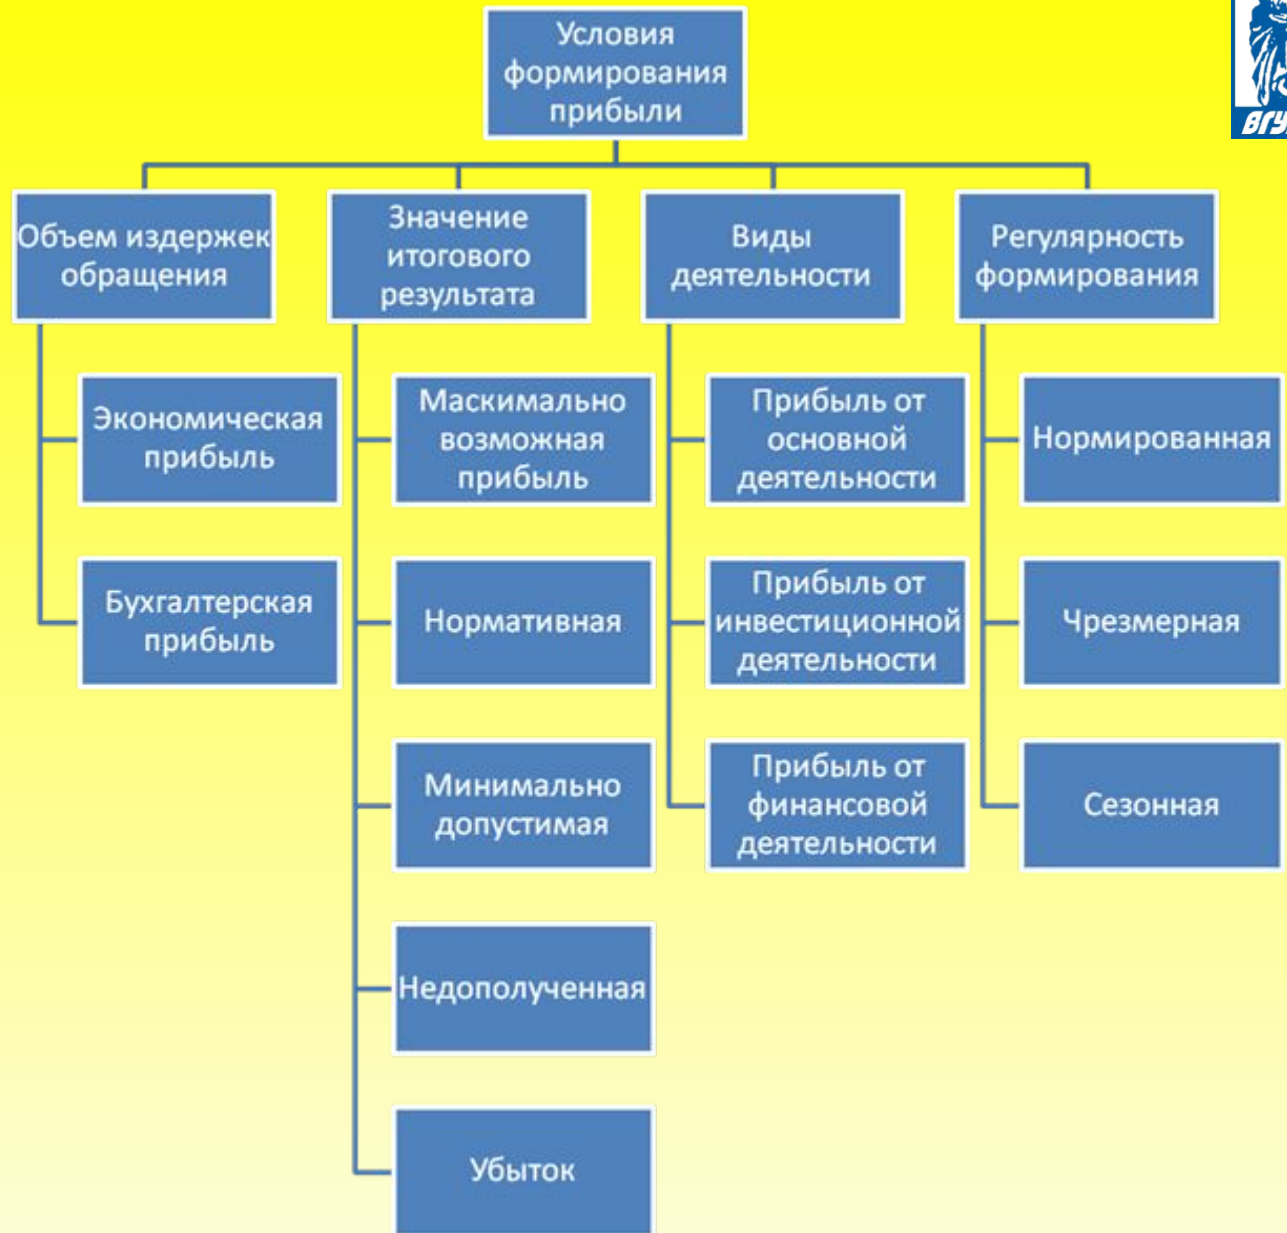 Условия
формирования
прибыли
Объем издержек
обращения
Экономическая
прибыль
Бухгалтерская
прибыль
Значение
итогового
результата
Маскимально
возможная
прибыль
Нормативная
Минимально
допустимая
Недополученная
Убыток
Виды
деятельности
Прибыль от
основной
деятельности
Прибыль от
инвестиционной
деятельности
Прибыль от
финансовой
деятельности
Регулярность
формирования
Нормированная
Чрезмерная
Сезонная